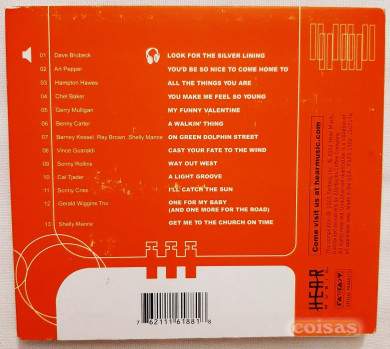 01 Dave Brubeck LOOK FOR THE SILVER LINING
02 Art Pepper YOU'D BE SO NICE TO COME HOME TO
03 Hampton Hawes ALL THE THINGS YOU ARE
04 Chet Baker YOU MAKE ME FEEL SO YOUNG
05 Gerry Mulligan MY FUNNY VALENTINE
06 Benny Carter A WALKIN' THING
07 Barney Kessel, Ray Brown, Shelly Manne ON GREEN DOLPHIN STREET
08 Vince Guaraldi CAST YOUR FATE TO THE WIND
09 Sonny Rollins WAY OUT WEST
10 Cal Tjader A LIGHT GROOVE
11 Sonny Criss I'LL CATCH THE SUN
12 Gerald Wiggins Trio ONE FOR MY BABY
(AND ONE MORE FOR THE ROAD)
13 Shelly Manne GET ME TO THE CHURCH ON TIME
Come visit us at hearmusic.com
HEAR
MUSIC
FANTASY
7 62111 61881 8
coisas